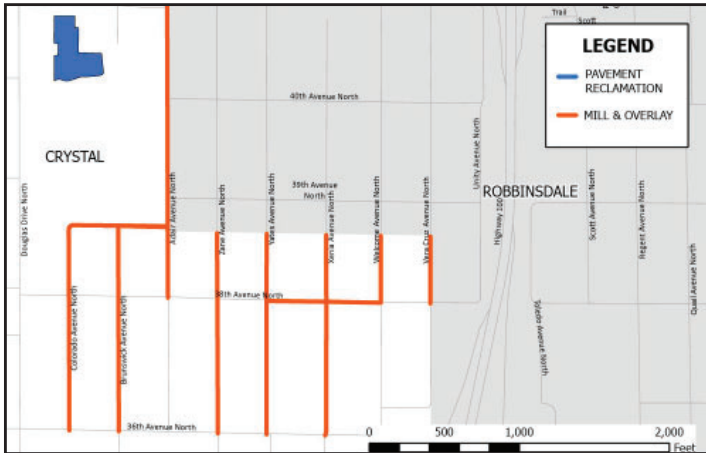 Trail
Scott
LEGEND
PAVEMENT
RECLAMATION
MILL & OVERLAY
40th Avenue North
CRYSTAL
39th Avenue
North
ROBBINSDALE
Douglas Drive North
Adair Avenue North
Zane Avenue North
Yates Avenue North
Xenia Avenue North
Welcome Avenue North
Vera Cruz Avenue North
Unity Avenue North
Highway 100
Scott Avenue North
Regent Avenue North
Quail Avenue North
38th Avenue North
Colorado Avenue North
Brunswick Avenue North
Toledo Avenue North
36th Avenue North
0 500 1,000 2,000
Feet